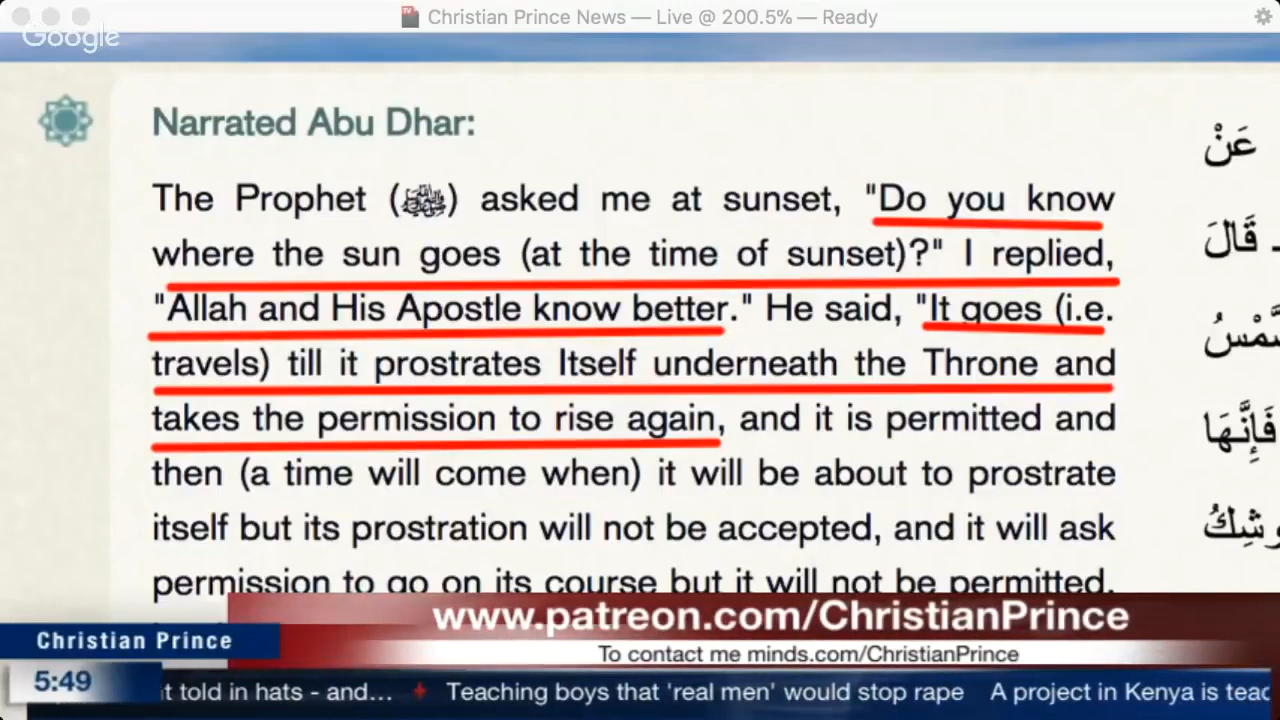 Christian Prince News — Live @ 200.5% — Ready
Google
Narrated Abu Dhar:
The Prophet (ﷺ) asked me at sunset, "Do you know
where the sun goes (at the time of sunset)?" I replied,
"Allah and His Apostle know better." He said, "It goes (i.e.
travels) till it prostrates Itself underneath the Throne and
takes the permission to rise again, and it is permitted and
then (a time will come when) it will be about to prostrate
itself but its prostration will not be accepted, and it will ask
permission to go on its course but it will not be permitted,
عَنْ
قَالَ -
فَإِنَّهَا
www.patreon.com/ChristianPrince
Christian Prince
To contact me minds.com/ChristianPrince
5:49
t told in hats - and... Teaching boys that 'real men' would stop rape A project in Kenya is teac